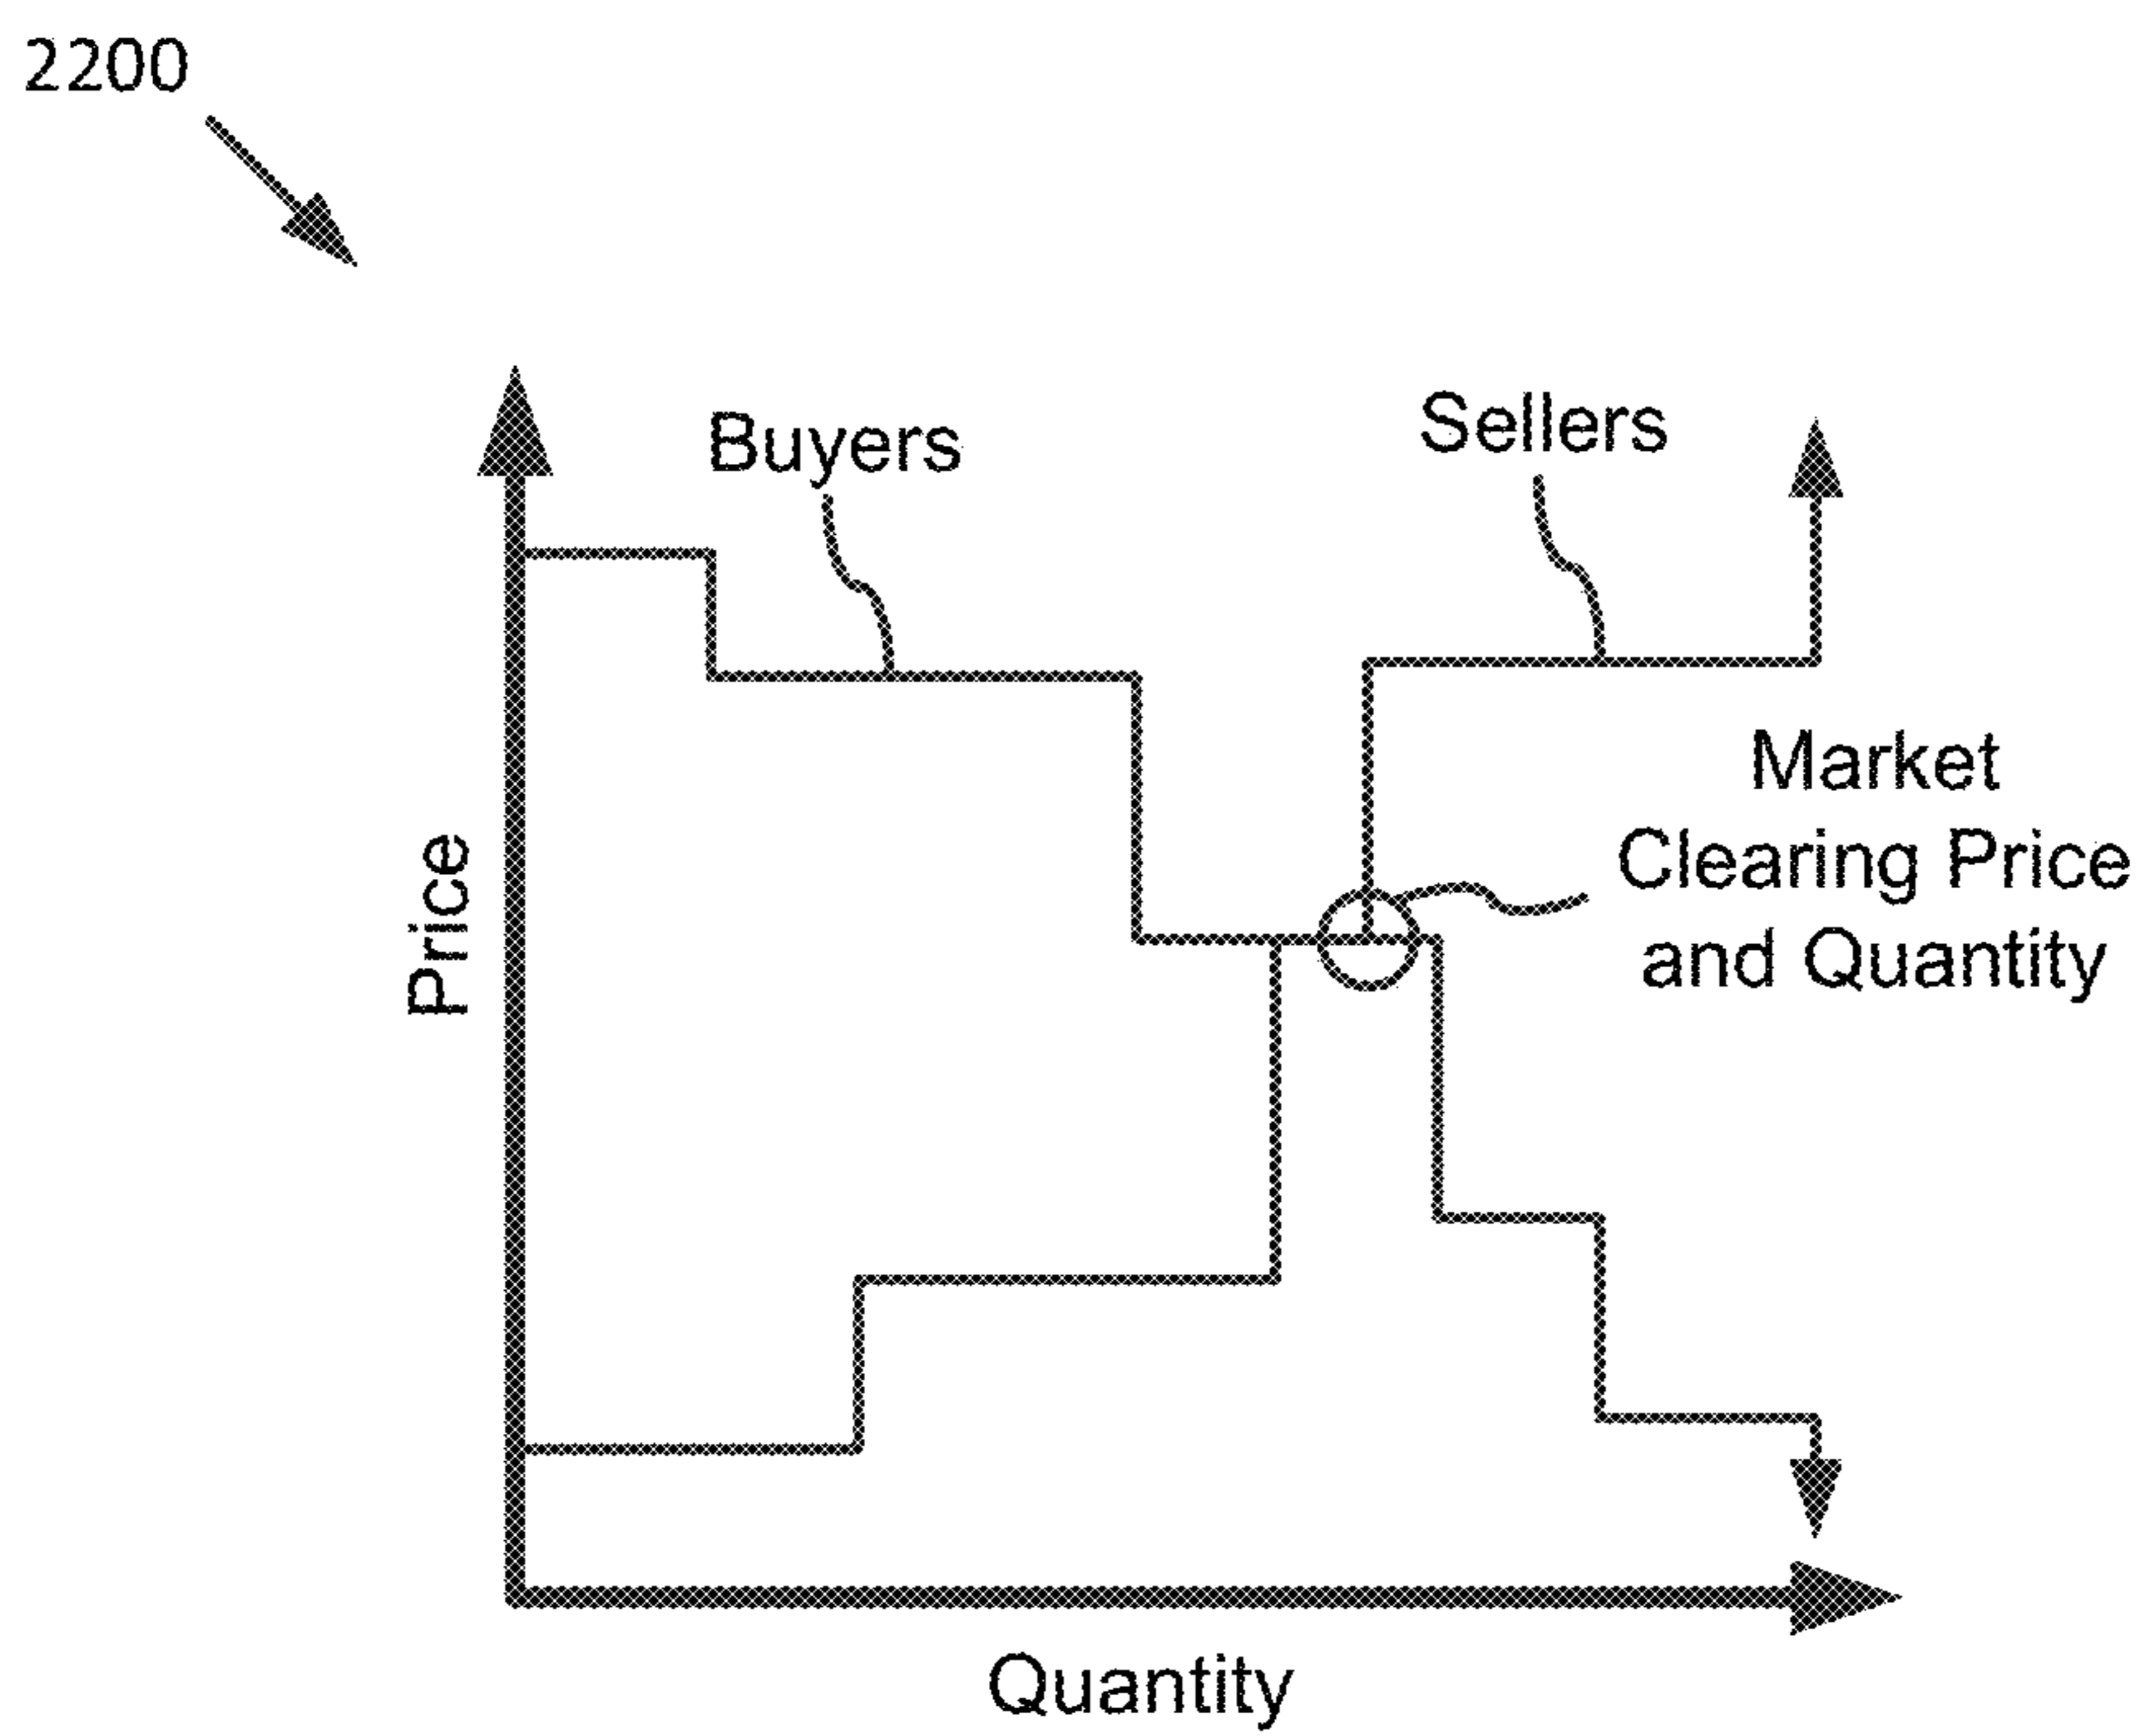 2200
Buyers
Sellers
Market
Clearing Price
and Quantity
Price
Quantity